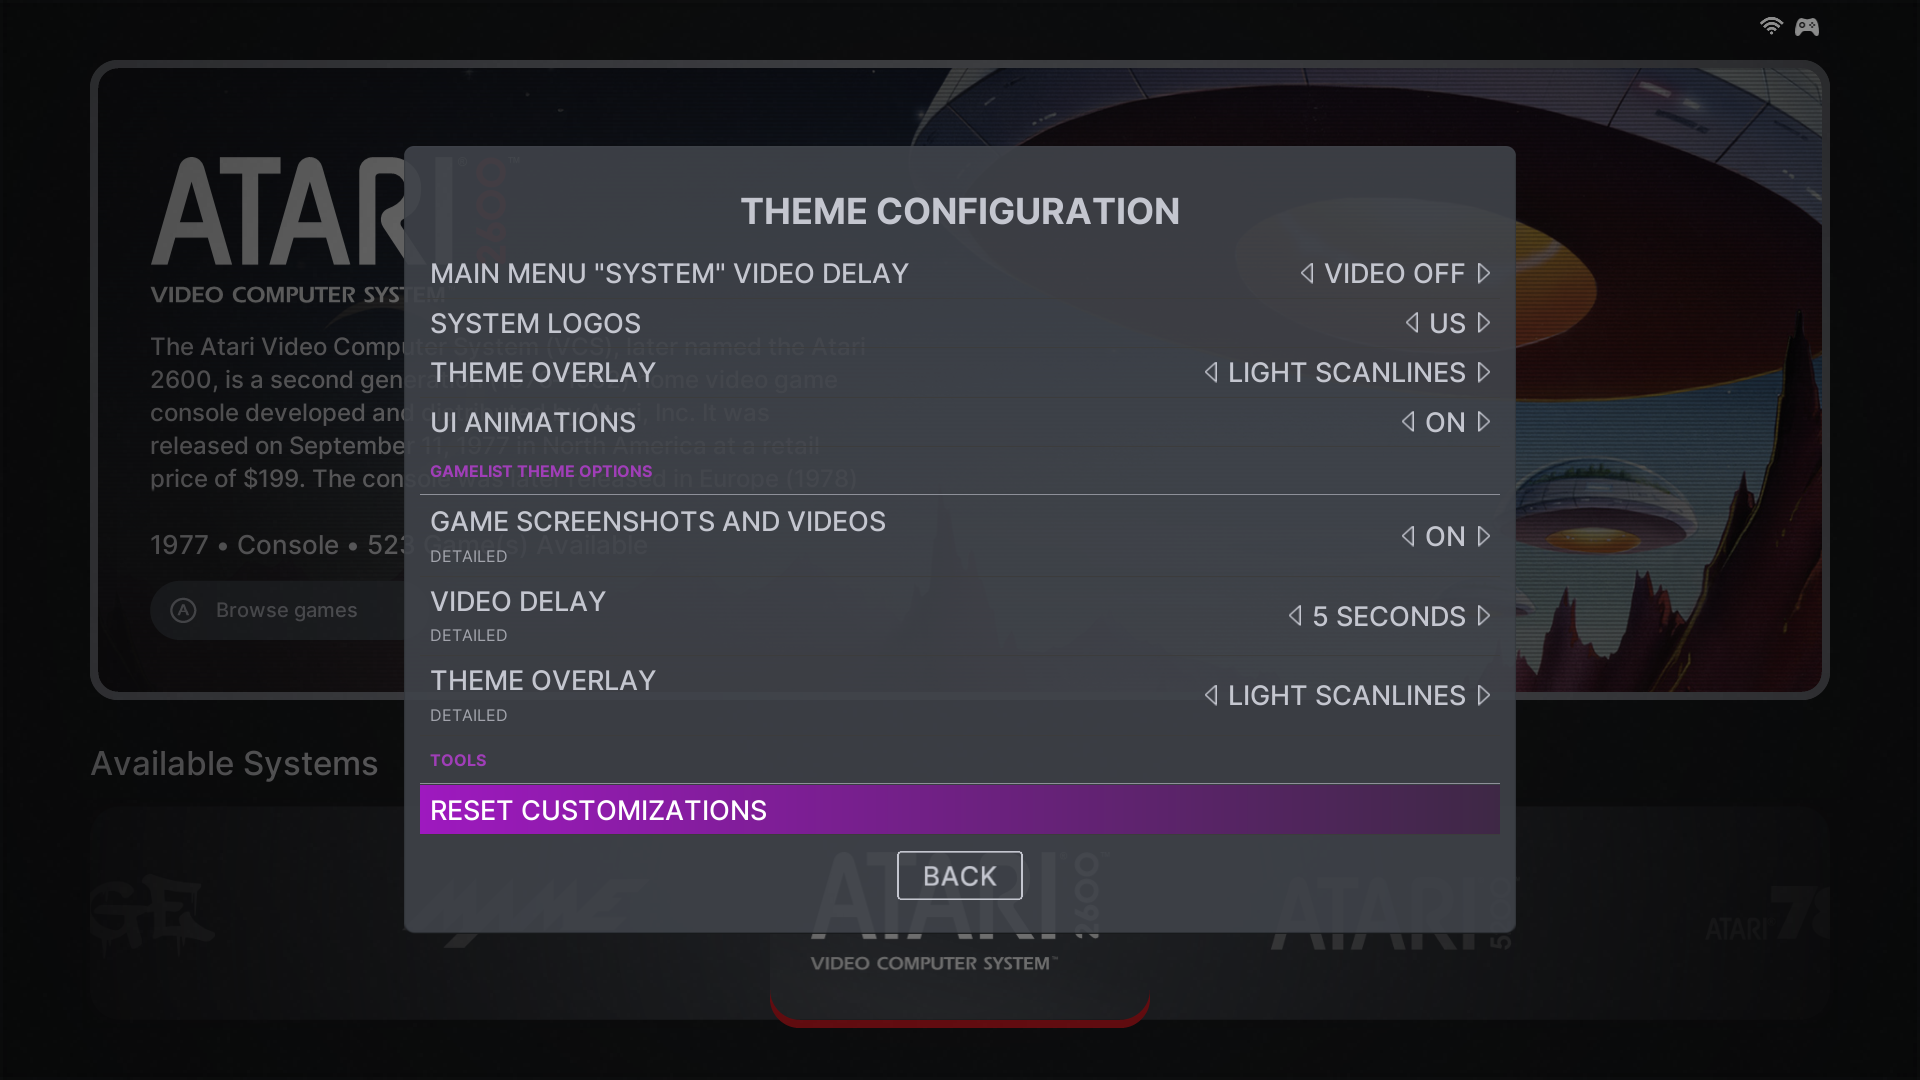 THEME CONFIGURATION
MAIN MENU "SYSTEM" VIDEO DELAY VIDEO OFF
SYSTEM LOGOS US
THEME OVERLAY LIGHT SCANLINES
UI ANIMATIONS ON
GAMELIST THEME OPTIONS
GAME SCREENSHOTS AND VIDEOS ON
DETAILED
VIDEO DELAY 5 SECONDS
DETAILED
THEME OVERLAY LIGHT SCANLINES
DETAILED
TOOLS
RESET CUSTOMIZATIONS
BACK
ATARI 2600
VIDEO COMPUTER SYSTEM
The Atari Video Computer System (VCS), later named the Atari
2600, is a second generation home video game
console developed and Inc. It was
released on September 11, 1977 in North America at a retail
price of $199. The console was later released in Europe (1978)
1977 • Console • 523 Game(s) Available
A Browse games
Available Systems
MAME
ATARI 2600
VIDEO COMPUTER SYSTEM™
ATARI
ATARI 78